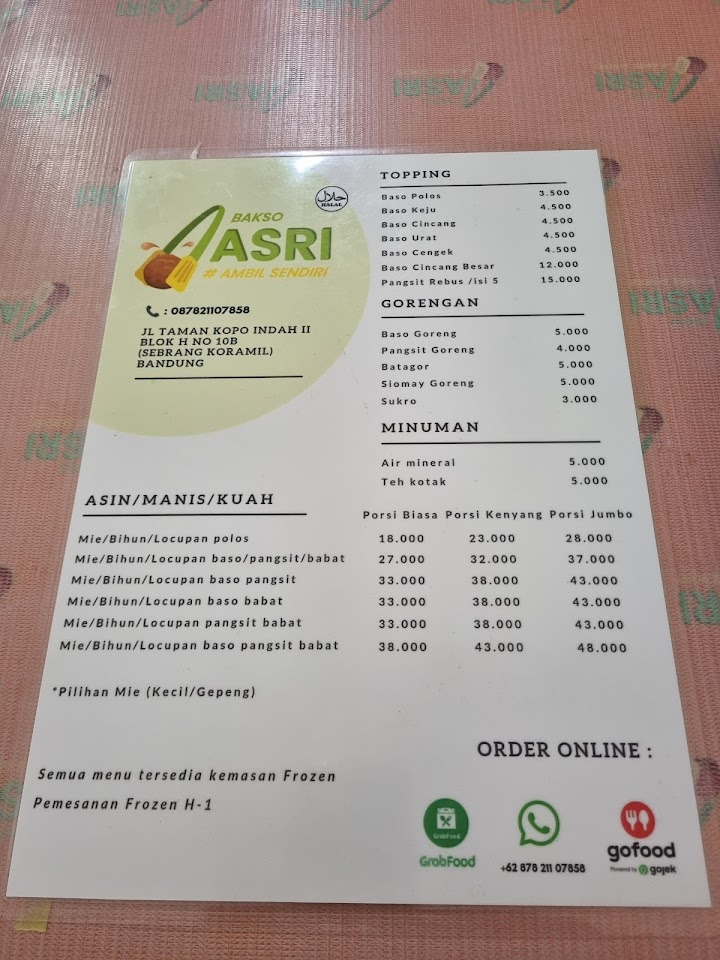 حلال
HALAL
BAKSO
AASRI
# AMBIL SENDIRI
: 087821107858
JL TAMAN KOPO INDAH II
BLOK H NO 10B
(SEBRANG KORAMIL)
BANDUNG
TOPPING
Baso Polos 3.500
Baso Keju 4.500
Baso Cincang 4.500
Baso Urat 4.500
Baso Cengek 4.500
Baso Cincang Besar 12.000
Pangsit Rebus /isi 5 15.000
GORENGAN
Baso Goreng 5.000
Pangsit Goreng 4.000
Batagor 5.000
Siomay Goreng 5.000
Sukro 3.000
MINUMAN
Air mineral 5.000
Teh kotak 5.000
ASIN/MANIS/KUAH
Porsi Biasa Porsi Kenyang Porsi Jumbo
Mie/Bihun/Locupan polos 18.000 23.000 28.000
Mie/Bihun/Locupan baso/pangsit/babat 27.000 32.000 37.000
Mie/Bihun/Locupan baso pangsit 33.000 38.000 43.000
Mie/Bihun/Locupan baso babat 33.000 38.000 43.000
Mie/Bihun/Locupan pangsit babat 33.000 38.000 43.000
Mie/Bihun/Locupan baso pangsit babat 38.000 43.000 48.000
*Pilihan Mie (Kecil/Gepeng)
Semua menu tersedia kemasan Frozen
Pemesanan Frozen H-1
ORDER ONLINE :
GrabFood
GrabFood
+62 878 211 07858
gofood
Powered by gojek